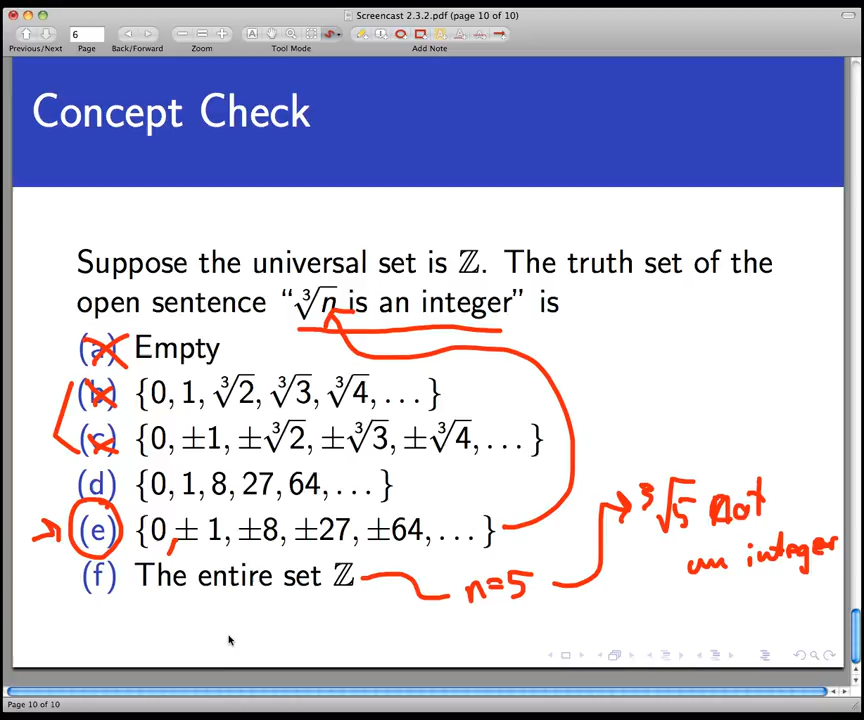 Screencast 2.3.2.pdf (page 10 of 10)
6
Previous/Next Page Back/Forward Zoom Tool Mode Add Note
Concept Check
Suppose the universal set is ℤ. The truth set of the
open sentence “∛n is an integer” is
(a) Empty
(b) {0, 1, ∛2, ∛3, ∛4, . . . }
(c) {0, ±1, ±∛2, ±∛3, ±∛4, . . . }
(d) {0, 1, 8, 27, 64, . . . }
∛5 not
(e) {0, ± 1, ±8, ±27, ±64, . . . }
an integer
(f) The entire set ℤ
n=5
Page 10 of 10